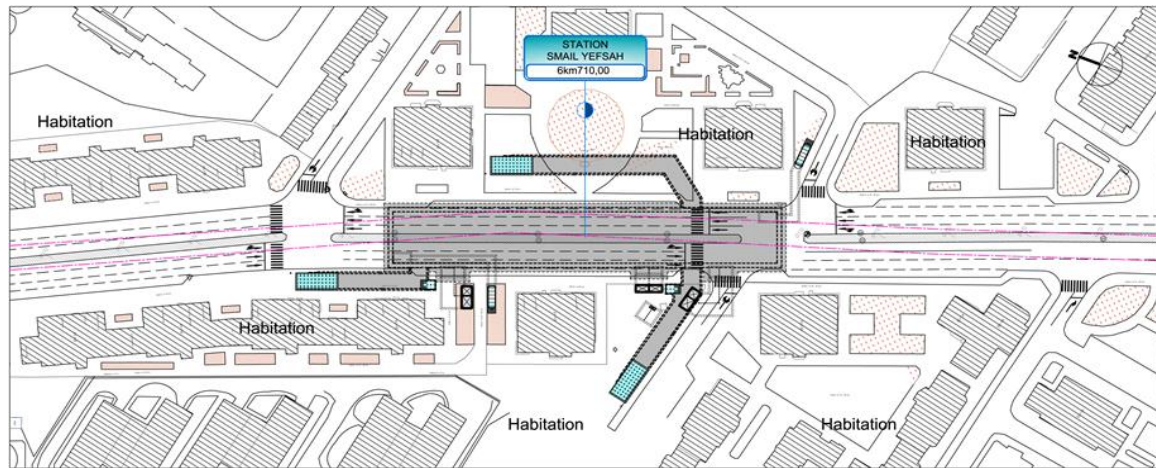 STATION
SMAIL YEFSAH
6km710,00
N
Habitation
Habitation
Habitation
Habitation
Habitation
Habitation